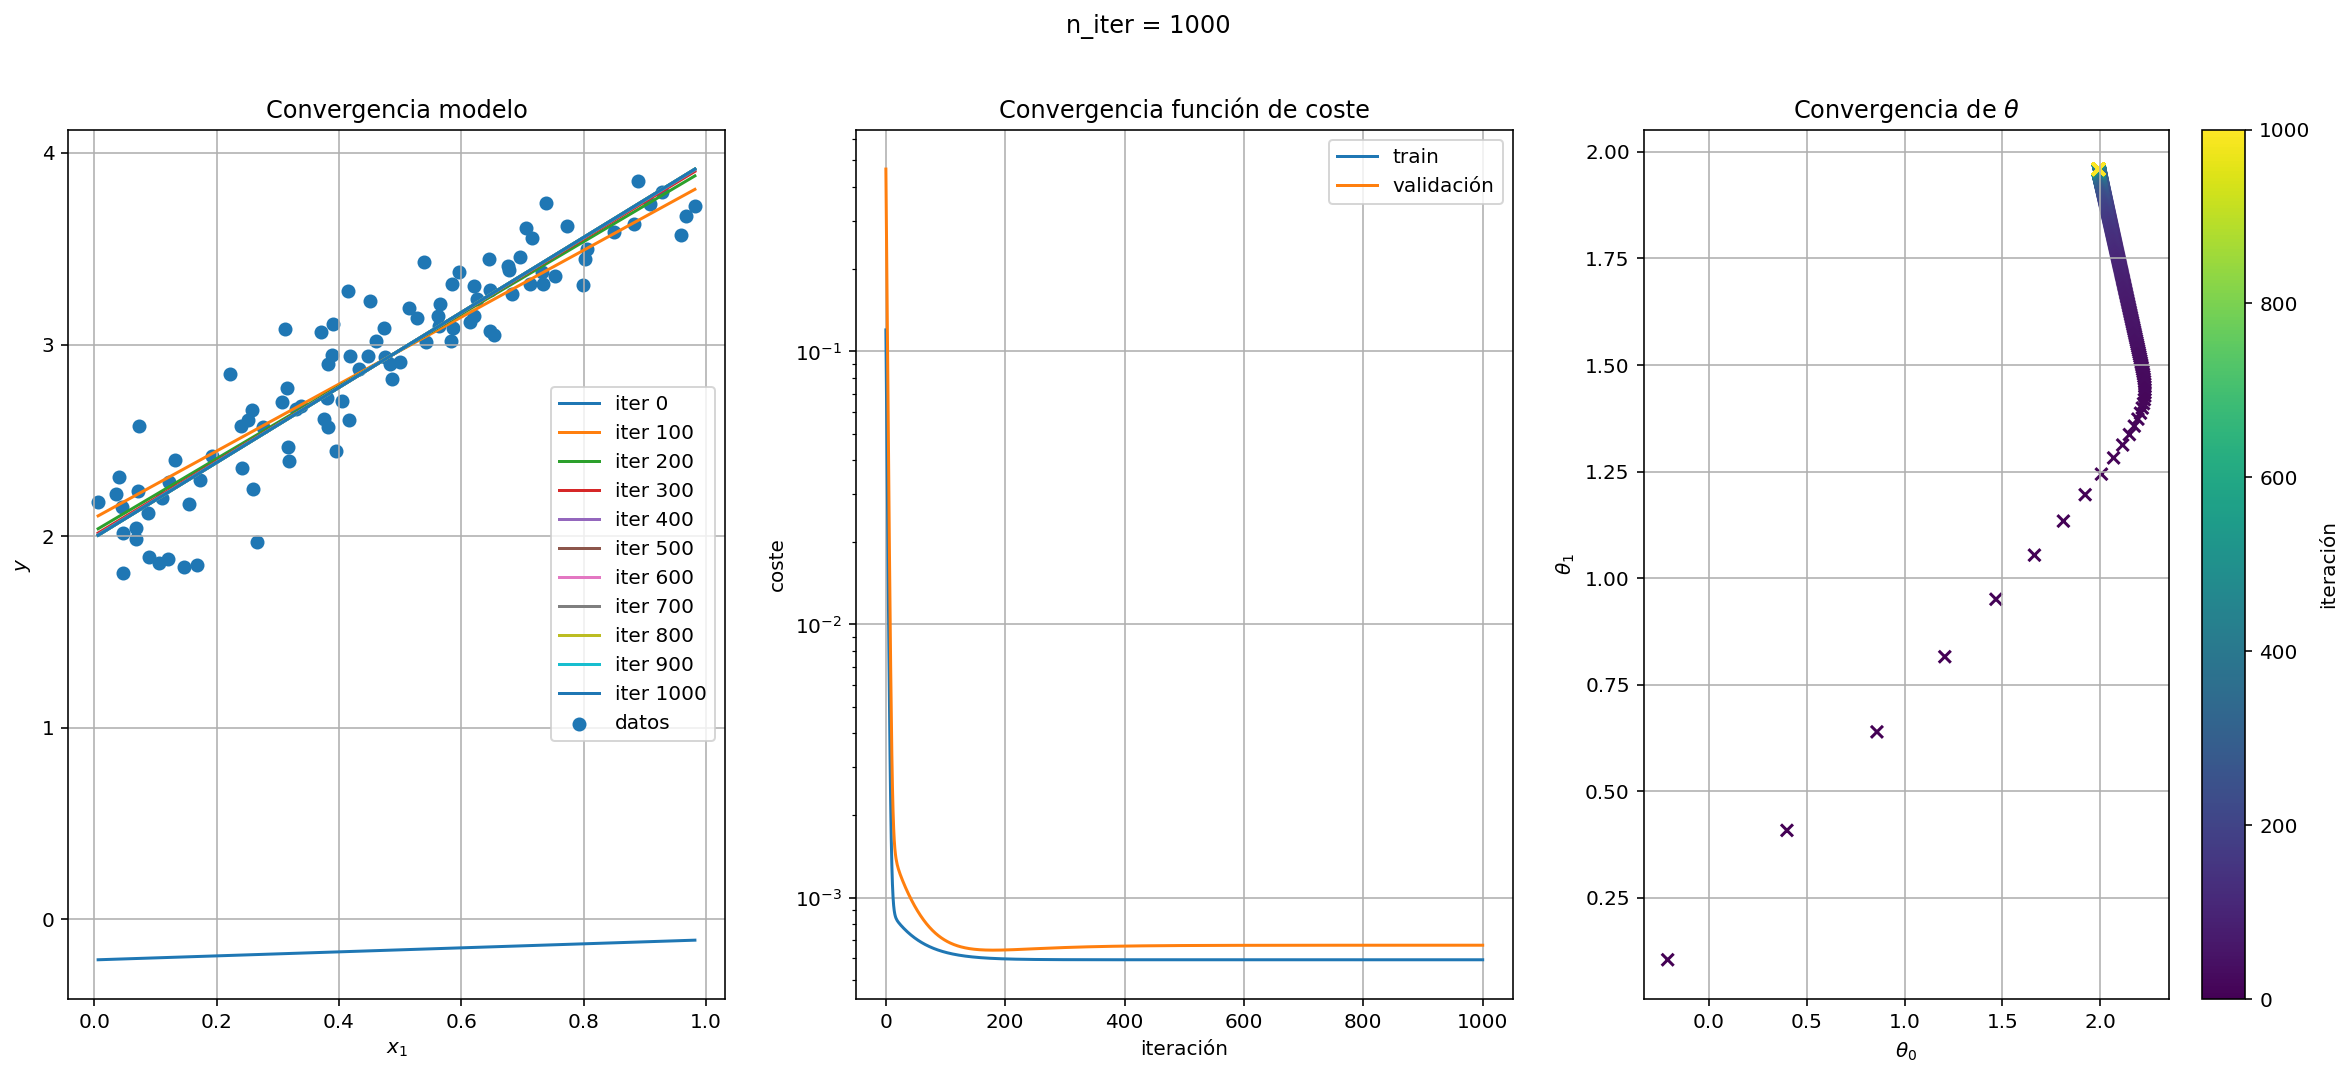 n_iter = 1000
Convergencia modelo
4
3
2
1
0
y
0.0 0.2 0.4 0.6 0.8 1.0
x₁
iter 0
iter 100
iter 200
iter 300
iter 400
iter 500
iter 600
iter 700
iter 800
iter 900
iter 1000
datos
Convergencia función de coste
train
validación
10⁻¹
10⁻²
10⁻³
coste
0 200 400 600 800 1000
iteración
Convergencia de θ
2.00
1.75
1.50
1.25
1.00
0.75
0.50
0.25
θ₁
0.0 0.5 1.0 1.5 2.0
θ₀
1000
800
600
400
200
0
iteración